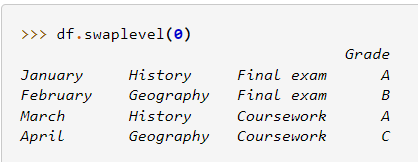 >>> df.swaplevel(0)
Grade
January History Final exam A
February Geography Final exam B
March History Coursework A
April Geography Coursework C